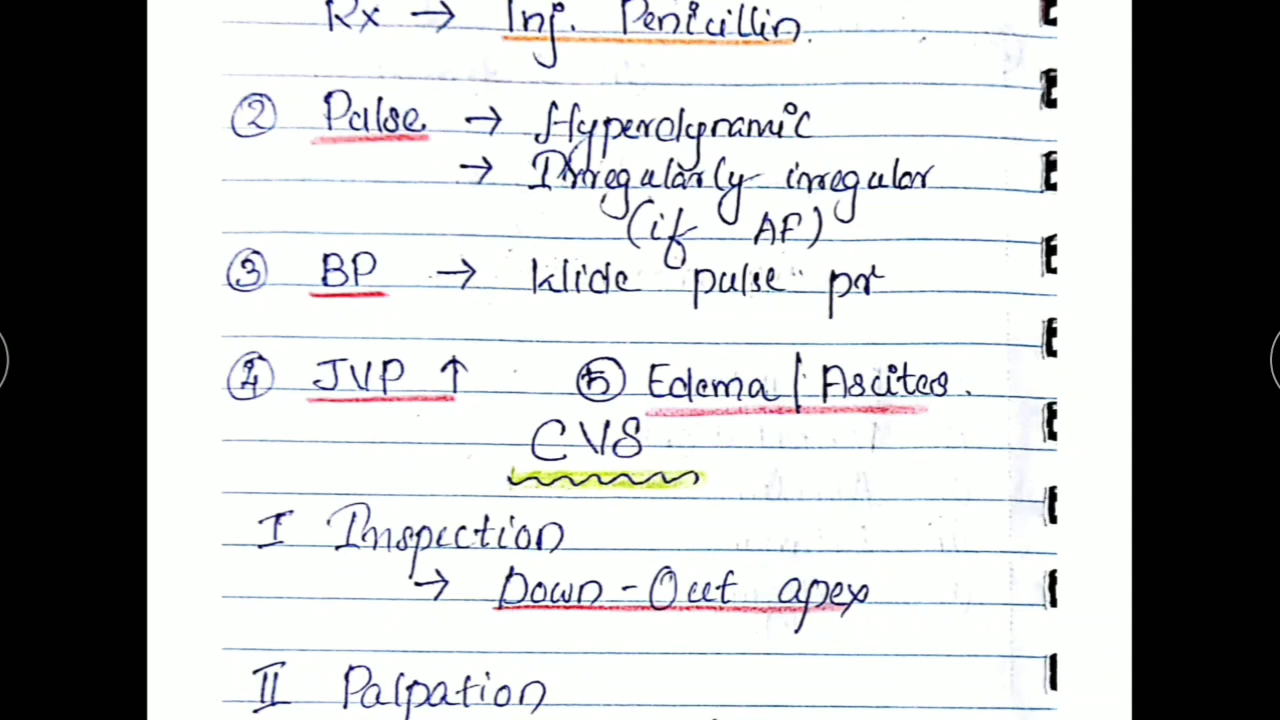 Rx → Inj. Penicillin.
② Pulse → Hyperdynamic
→ Irregularly irregular
(if AF)
③ BP → Wide pulse pr
④ JVP ↑ ⑤ Edema / Ascites.
CVS
I Inspection
→ Down-Out apex
II Palpation